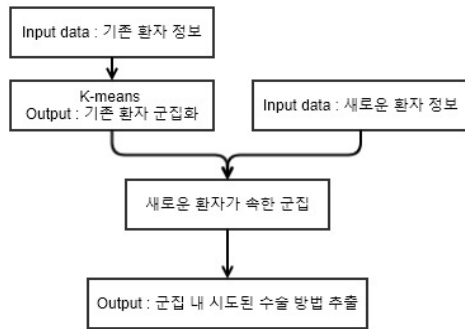 Input data : 기존 환자 정보
K-means
Output : 기존 환자 군집화
Input data : 새로운 환자 정보
새로운 환자가 속한 군집
Output : 군집 내 시도된 수술 방법 추출